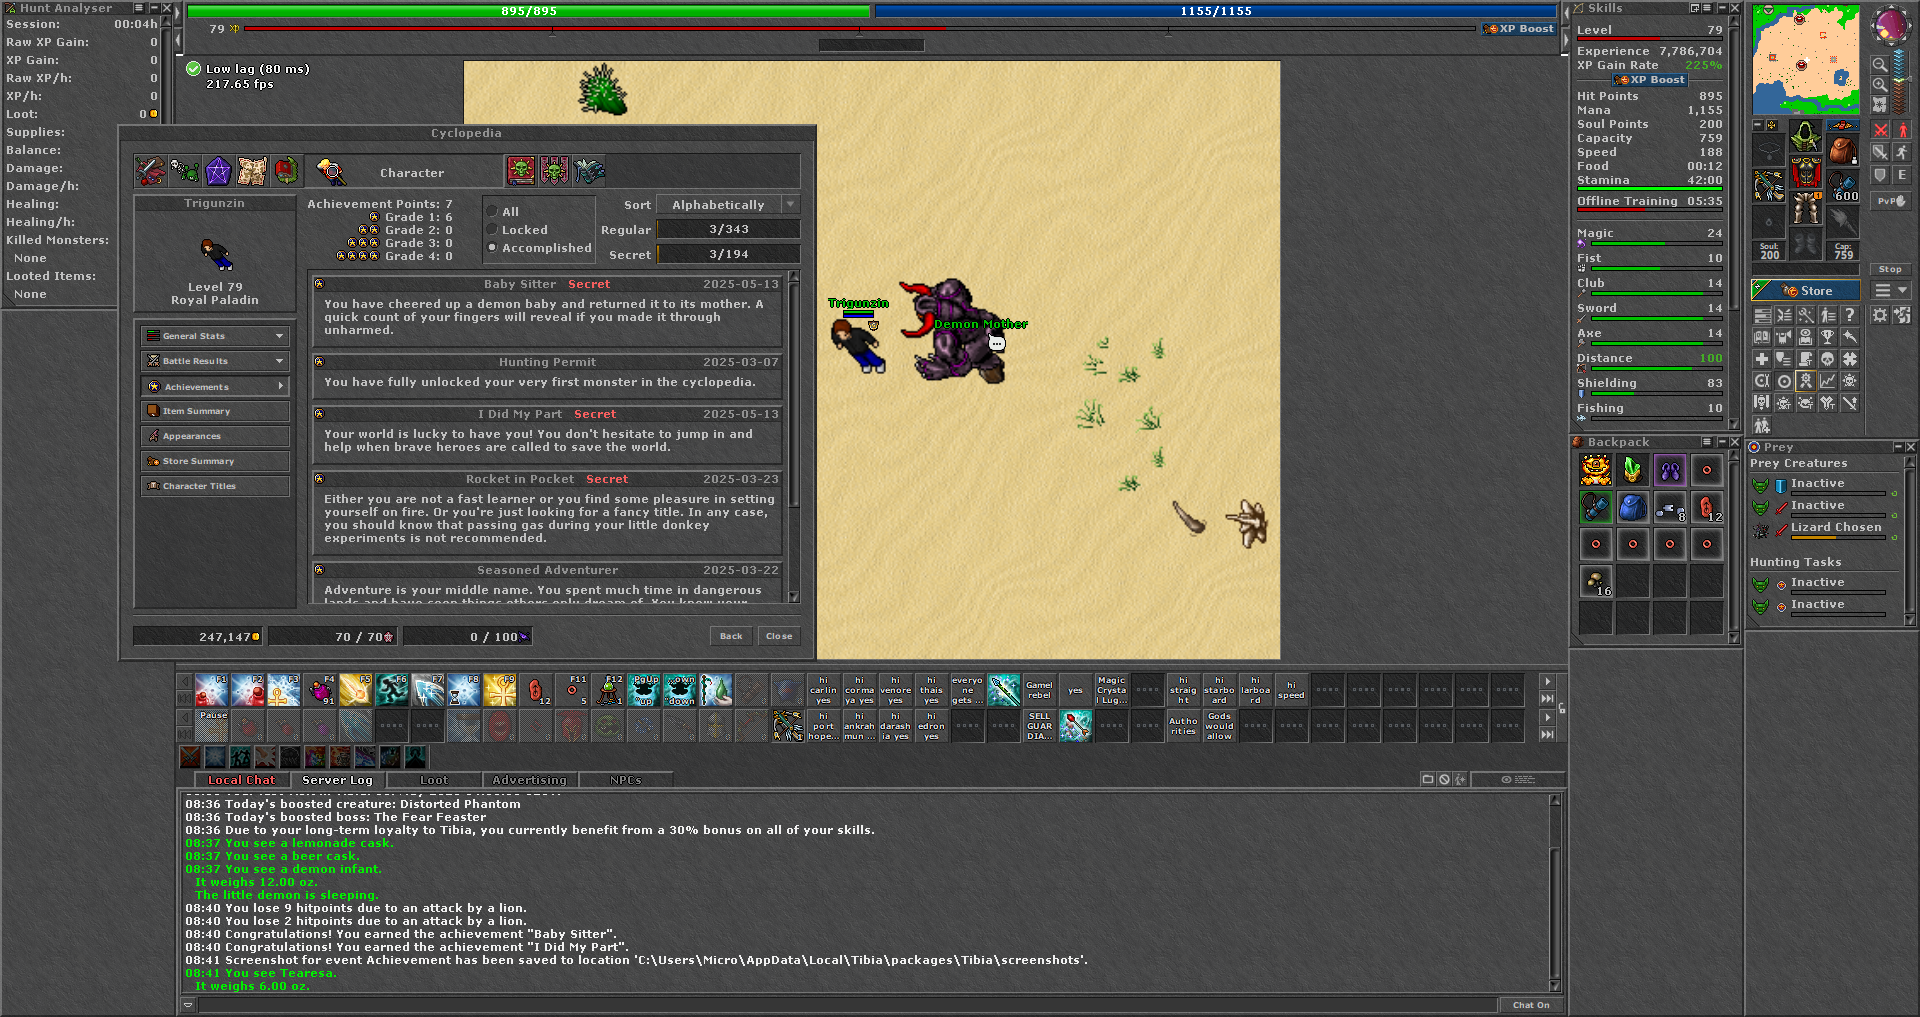 Hunt Analyser
Session: 00:04h
Raw XP Gain: 0
XP Gain: 0
Raw XP/h: 0
XP/h: 0
Loot: 0
Supplies:
Balance:
Damage:
Damage/h:
Healing:
Healing/h:
Killed Monsters:
None
Looted Items:
None
895/895
1155/1155
79
XP Boost
Low lag (80 ms)
217.65 fps
Cyclopedia
Character
Trigunzin
Level 79
Royal Paladin
General Stats
Battle Results
Achievements
Item Summary
Appearances
Store Summary
Character Titles
Achievement Points: 7
Grade 1: 6
Grade 2: 0
Grade 3: 0
Grade 4: 0
All
Locked
Accomplished
Sort Alphabetically
Regular 3/343
Secret 3/194
Baby Sitter Secret 2025-05-13
You have cheered up a demon baby and returned it to its mother. A
quick count of your fingers will reveal if you made it through
unharmed.
Hunting Permit 2025-03-07
You have fully unlocked your very first monster in the cyclopedia.
I Did My Part Secret 2025-05-13
Your world is lucky to have you! You don't hesitate to jump in and
help when brave heroes are called to save the world.
Rocket in Pocket Secret 2025-03-23
Either you are not a fast learner or you find some pleasure in setting
yourself on fire. Or you're just looking for a fancy title. In any case,
you should know that passing gas during your little donkey
experiments is not recommended.
Seasoned Adventurer 2025-03-22
Adventure is your middle name. You spent much time in dangerous
lands and have seen things others only dream of. You know your
247,147
70 / 70
0 / 100
Back
Close
Trigunzin
Demon Mother
F1
F2
F3
F4
91
F5
F6
F7
F8
F9
12
F11
5
F12
1
PgUp
up
down
hi
carlin
yes
hi
corma
ya yes
hi
venore
yes
hi
thais
yes
everyo
ne
gets ...
Gamel
rebel
yes
Magic
Crysta
l Lug...
hi
straig
ht
hi
starbo
ard
hi
larboa
rd
hi
speed
Pause
hi
port
hope...
hi
ankrah
mun ...
hi
darash
ia yes
hi
edron
yes
SELL
GUAR
DIA...
Autho
rities
Gods
would
allow
Local Chat
Server Log
Loot
Advertising
NPCs
08:36 Today's boosted creature: Distorted Phantom
08:36 Today's boosted boss: The Fear Feaster
08:36 Due to your long-term loyalty to Tibia, you currently benefit from a 30% bonus on all of your skills.
08:37 You see a lemonade cask.
08:37 You see a beer cask.
08:37 You see a demon infant.
It weighs 12.00 oz.
The little demon is sleeping.
08:40 You lose 9 hitpoints due to an attack by a lion.
08:40 You lose 2 hitpoints due to an attack by a lion.
08:40 Congratulations! You earned the achievement "Baby Sitter".
08:40 Congratulations! You earned the achievement "I Did My Part".
08:41 Screenshot for event Achievement has been saved to location 'C:\Users\Micro\AppData\Local\Tibia\packages\Tibia\screenshots'.
08:41 You see Tearesa.
It weighs 6.00 oz.
Chat On
Skills
Level 79
Experience 7,786,704
XP Gain Rate 225%
XP Boost
Hit Points 895
Mana 1,155
Soul Points 200
Capacity 759
Speed 188
Food 00:12
Stamina 42:00
Offline Training 05:35
Magic 24
Fist 10
Club 14
Sword 14
Axe 14
Distance 100
Shielding 83
Fishing 10
Backpack
8
12
16
600
Soul:
200
Cap:
759
E
PvP
Stop
Store
Prey
Prey Creatures
Inactive
Inactive
Lizard Chosen
Hunting Tasks
Inactive
Inactive